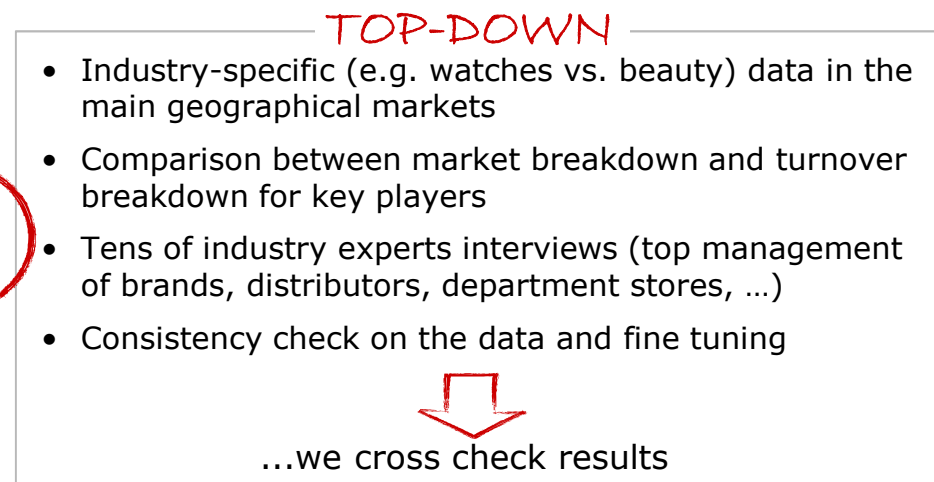 TOP-DOWN
• Industry-specific (e.g. watches vs. beauty) data in the
main geographical markets
• Comparison between market breakdown and turnover
breakdown for key players
• Tens of industry experts interviews (top management
of brands, distributors, department stores, …)
• Consistency check on the data and fine tuning
...we cross check results